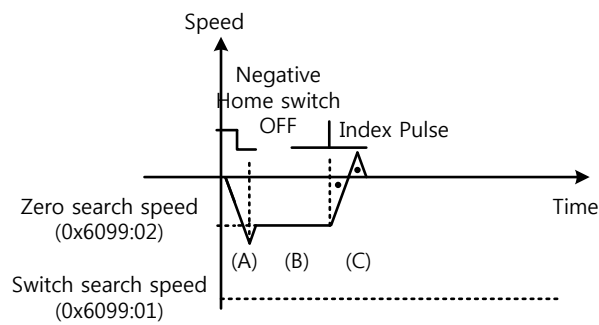 Speed
Negative
Home switch
OFF
Index Pulse
Zero search speed
(0x6099:02)
Time
(A)
(B)
(C)
Switch search speed
(0x6099:01)